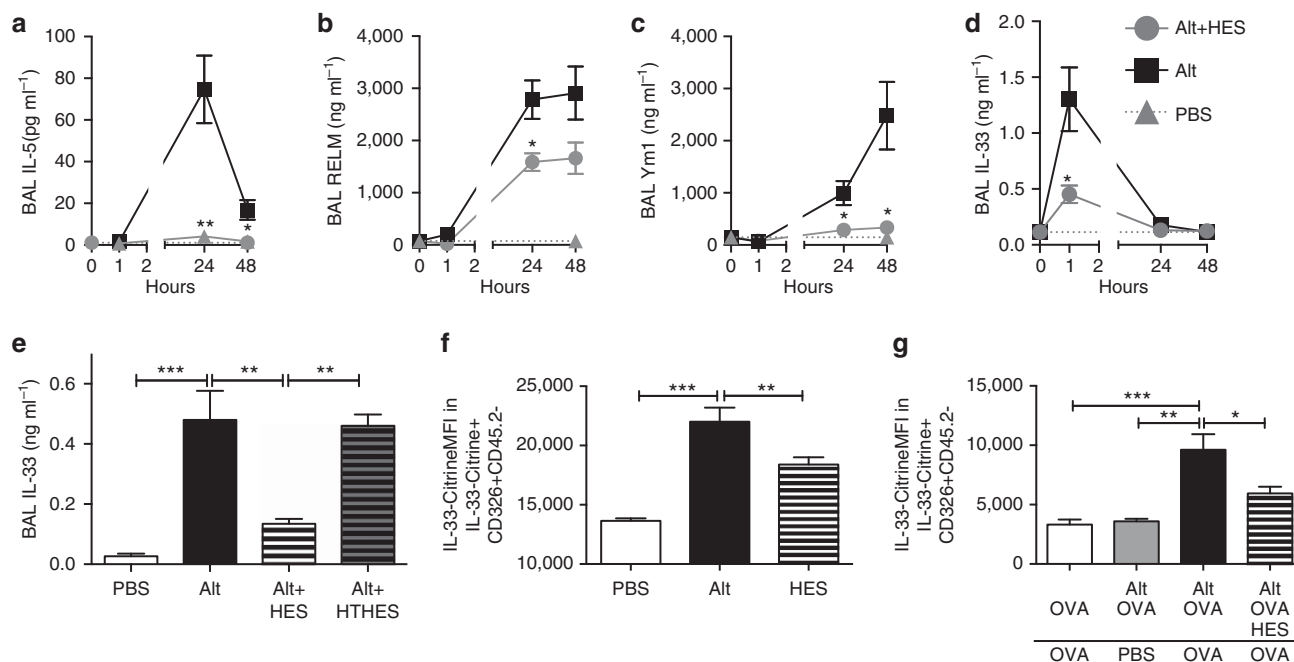 a
BAL IL-5(pg ml−1)
100
80
60
40
20
0
**
*
0 1 2 24 48
Hours
b
BAL RELM (ng ml−1)
4,000
3,000
2,000
1,000
0
*
0 1 2 24 48
Hours
c
BAL Ym1 (ng ml−1)
4,000
3,000
2,000
1,000
0
* *
0 1 2 24 48
Hours
d
BAL IL-33 (ng ml−1)
2.0
1.5
1.0
0.5
0.0
*
0 1 2 24 48
Hours
Alt+HES
Alt
PBS
e
BAL IL-33 (ng ml−1)
0.6
0.4
0.2
0.0
*** ** **
PBS Alt Alt+ Alt+
HES HTHES
f
IL-33-CitrineMFI in
IL-33-Citrine+
CD326+CD45.2-
25,000
20,000
15,000
10,000
*** **
PBS Alt HES
g
IL-33-CitrineMFI in
IL-33-Citrine+
CD326+CD45.2-
15,000
10,000
5,000
0
***
** *
Alt Alt Alt
OVA OVA OVA OVA
HES
OVA PBS OVA OVA